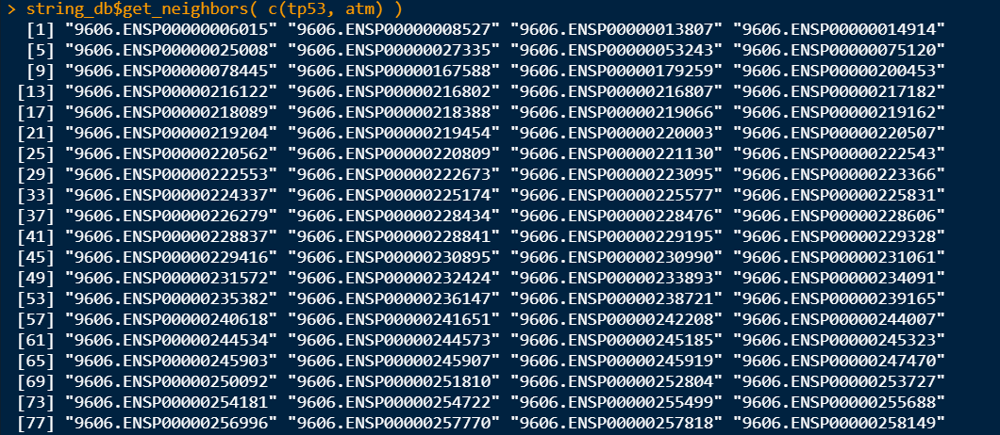 > string_db$get_neighbors( c(tp53, atm) )
[1] "9606.ENSP00000006015" "9606.ENSP00000008527" "9606.ENSP00000013807" "9606.ENSP00000014914"
[5] "9606.ENSP00000025008" "9606.ENSP00000027335" "9606.ENSP00000053243" "9606.ENSP00000075120"
[9] "9606.ENSP00000078445" "9606.ENSP00000167588" "9606.ENSP00000179259" "9606.ENSP00000200453"
[13] "9606.ENSP00000216122" "9606.ENSP00000216802" "9606.ENSP00000216807" "9606.ENSP00000217182"
[17] "9606.ENSP00000218089" "9606.ENSP00000218388" "9606.ENSP00000219066" "9606.ENSP00000219162"
[21] "9606.ENSP00000219204" "9606.ENSP00000219454" "9606.ENSP00000220003" "9606.ENSP00000220507"
[25] "9606.ENSP00000220562" "9606.ENSP00000220809" "9606.ENSP00000221130" "9606.ENSP00000222543"
[29] "9606.ENSP00000222553" "9606.ENSP00000222673" "9606.ENSP00000223095" "9606.ENSP00000223366"
[33] "9606.ENSP00000224337" "9606.ENSP00000225174" "9606.ENSP00000225577" "9606.ENSP00000225831"
[37] "9606.ENSP00000226279" "9606.ENSP00000228434" "9606.ENSP00000228476" "9606.ENSP00000228606"
[41] "9606.ENSP00000228837" "9606.ENSP00000228841" "9606.ENSP00000229195" "9606.ENSP00000229328"
[45] "9606.ENSP00000229416" "9606.ENSP00000230895" "9606.ENSP00000230990" "9606.ENSP00000231061"
[49] "9606.ENSP00000231572" "9606.ENSP00000232424" "9606.ENSP00000233893" "9606.ENSP00000234091"
[53] "9606.ENSP00000235382" "9606.ENSP00000236147" "9606.ENSP00000238721" "9606.ENSP00000239165"
[57] "9606.ENSP00000240618" "9606.ENSP00000241651" "9606.ENSP00000242208" "9606.ENSP00000244007"
[61] "9606.ENSP00000244534" "9606.ENSP00000244573" "9606.ENSP00000245185" "9606.ENSP00000245323"
[65] "9606.ENSP00000245903" "9606.ENSP00000245907" "9606.ENSP00000245919" "9606.ENSP00000247470"
[69] "9606.ENSP00000250092" "9606.ENSP00000251810" "9606.ENSP00000252804" "9606.ENSP00000253727"
[73] "9606.ENSP00000254181" "9606.ENSP00000254722" "9606.ENSP00000255499" "9606.ENSP00000255688"
[77] "9606.ENSP00000256996" "9606.ENSP00000257770" "9606.ENSP00000257818" "9606.ENSP00000258149"